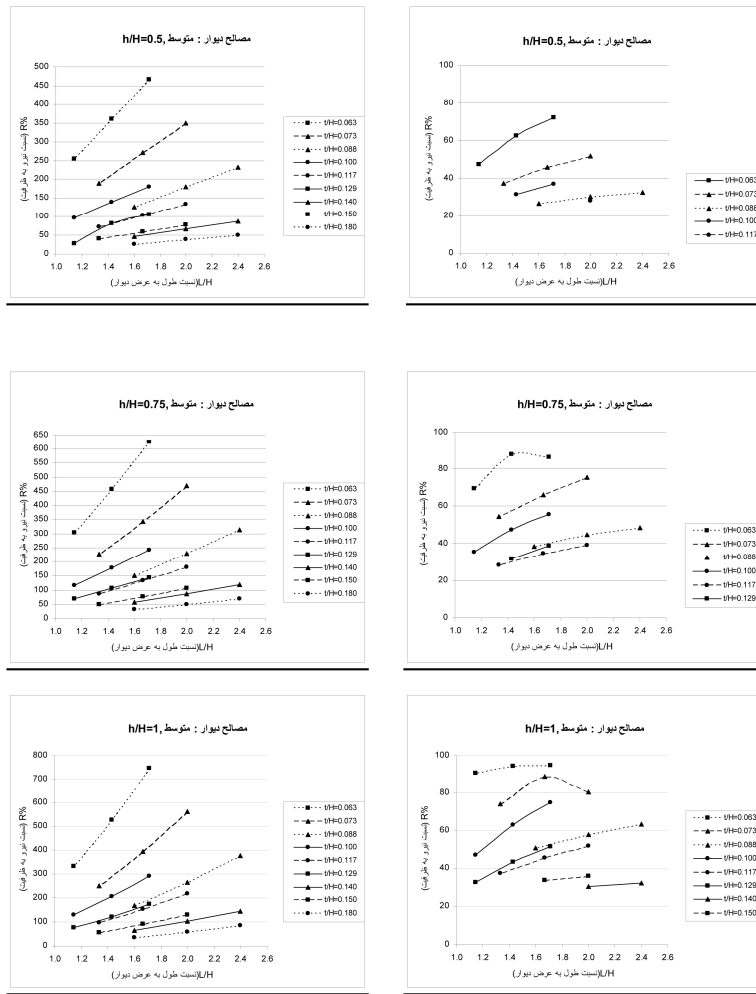 مصالح دیوار : متوسط ,h/H=0.5
500
450
400
350
300
250
200
150
100
50
0
R% (نسبت نیرو به ظرفیت)
1.0 1.2 1.4 1.6 1.8 2.0 2.2 2.4 2.6
L/H(نسبت طول به عرض دیوار)
t/H=0.063
t/H=0.073
t/H=0.088
t/H=0.100
t/H=0.117
t/H=0.129
t/H=0.140
t/H=0.150
t/H=0.180
مصالح دیوار : متوسط ,h/H=0.5
100
80
60
40
20
0
R% (نسبت نیرو به ظرفیت)
1.0 1.2 1.4 1.6 1.8 2.0 2.2 2.4 2.6
L/H(نسبت طول به عرض دیوار)
t/H=0.063
t/H=0.073
t/H=0.088
t/H=0.100
t/H=0.117
مصالح دیوار : متوسط ,h/H=0.75
650
600
550
500
450
400
350
300
250
200
150
100
50
0
R% (نسبت نیرو به ظرفیت)
1.0 1.2 1.4 1.6 1.8 2.0 2.2 2.4 2.6
L/H(نسبت طول به عرض دیوار)
t/H=0.063
t/H=0.073
t/H=0.088
t/H=0.100
t/H=0.117
t/H=0.129
t/H=0.140
t/H=0.150
t/H=0.180
مصالح دیوار : متوسط ,h/H=0.75
100
80
60
40
20
0
R% (نسبت نیرو به ظرفیت)
1.0 1.2 1.4 1.6 1.8 2.0 2.2 2.4 2.6
L/H(نسبت طول به عرض دیوار)
t/H=0.063
t/H=0.073
t/H=0.088
t/H=0.100
t/H=0.117
t/H=0.129
مصالح دیوار : متوسط ,h/H=1
800
700
600
500
400
300
200
100
0
R% (نسبت نیرو به ظرفیت)
1.0 1.2 1.4 1.6 1.8 2.0 2.2 2.4 2.6
L/H(نسبت طول به عرض دیوار)
t/H=0.063
t/H=0.073
t/H=0.088
t/H=0.100
t/H=0.117
t/H=0.129
t/H=0.140
t/H=0.150
t/H=0.180
مصالح دیوار : متوسط ,h/H=1
100
80
60
40
20
0
R% (نسبت نیرو به ظرفیت)
1.0 1.2 1.4 1.6 1.8 2.0 2.2 2.4 2.6
L/H(نسبت طول به عرض دیوار)
t/H=0.063
t/H=0.073
t/H=0.088
t/H=0.100
t/H=0.117
t/H=0.129
t/H=0.140
t/H=0.150